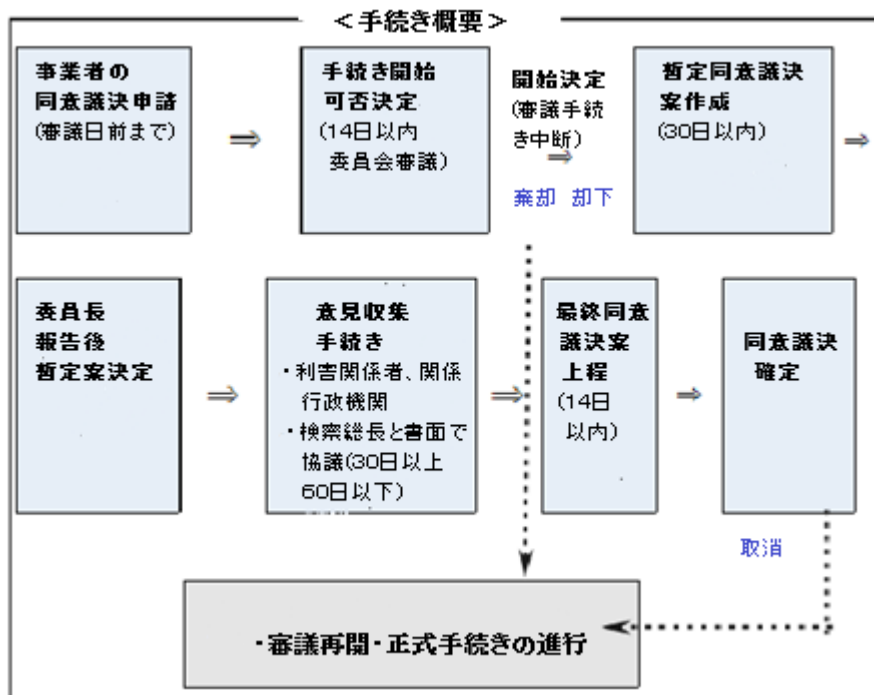 ＜手続き概要＞
事業者の
同意議決申請
(審議日前まで)
⇒
手続き開始
可否決定
(14日以内
委員会審議)
開始決定
(審議手続
き中断)
⇒
棄却 却下
暫定同意議決
案作成
(30日以内)
⇒
委員長
報告後
暫定案決定
⇒
意見収集
手続き
・利害関係者、関係
行政機関
・検察総長と書面で
協議(30日以上
60日以下)
⇒
最終同意
議決案
上程
(14日
以内)
⇒
同意議決
確定
取消
・審議再開・正式手続きの進行